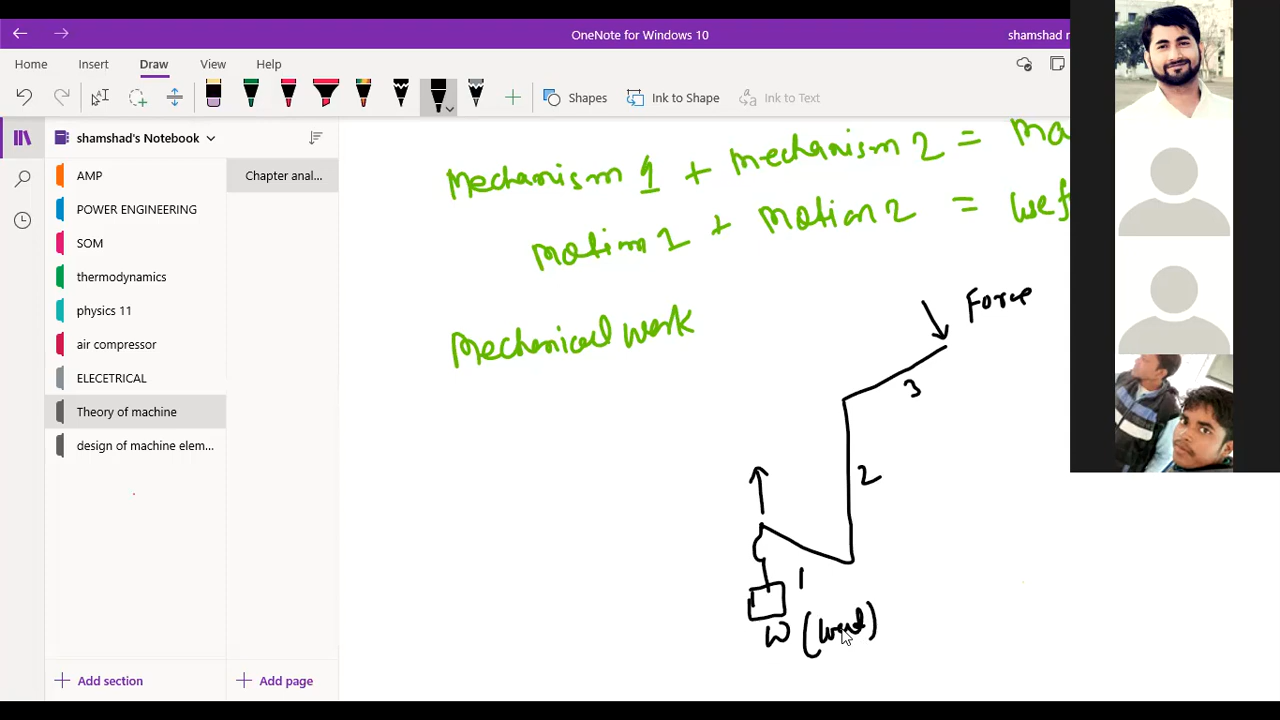 OneNote for Windows 10
shamshad r
Home Insert Draw View Help
Shapes Ink to Shape Ink to Text
shamshad's Notebook
AMP
POWER ENGINEERING
SOM
thermodynamics
physics 11
air compressor
ELECETRICAL
Theory of machine
design of machine elem...
Add section
Chapter anal...
Add page
Mechanism 1 + Mechanism 2 = Ma
Motion 1 + Motion 2 = usef
Mechanical work
Force
3
2
1
W